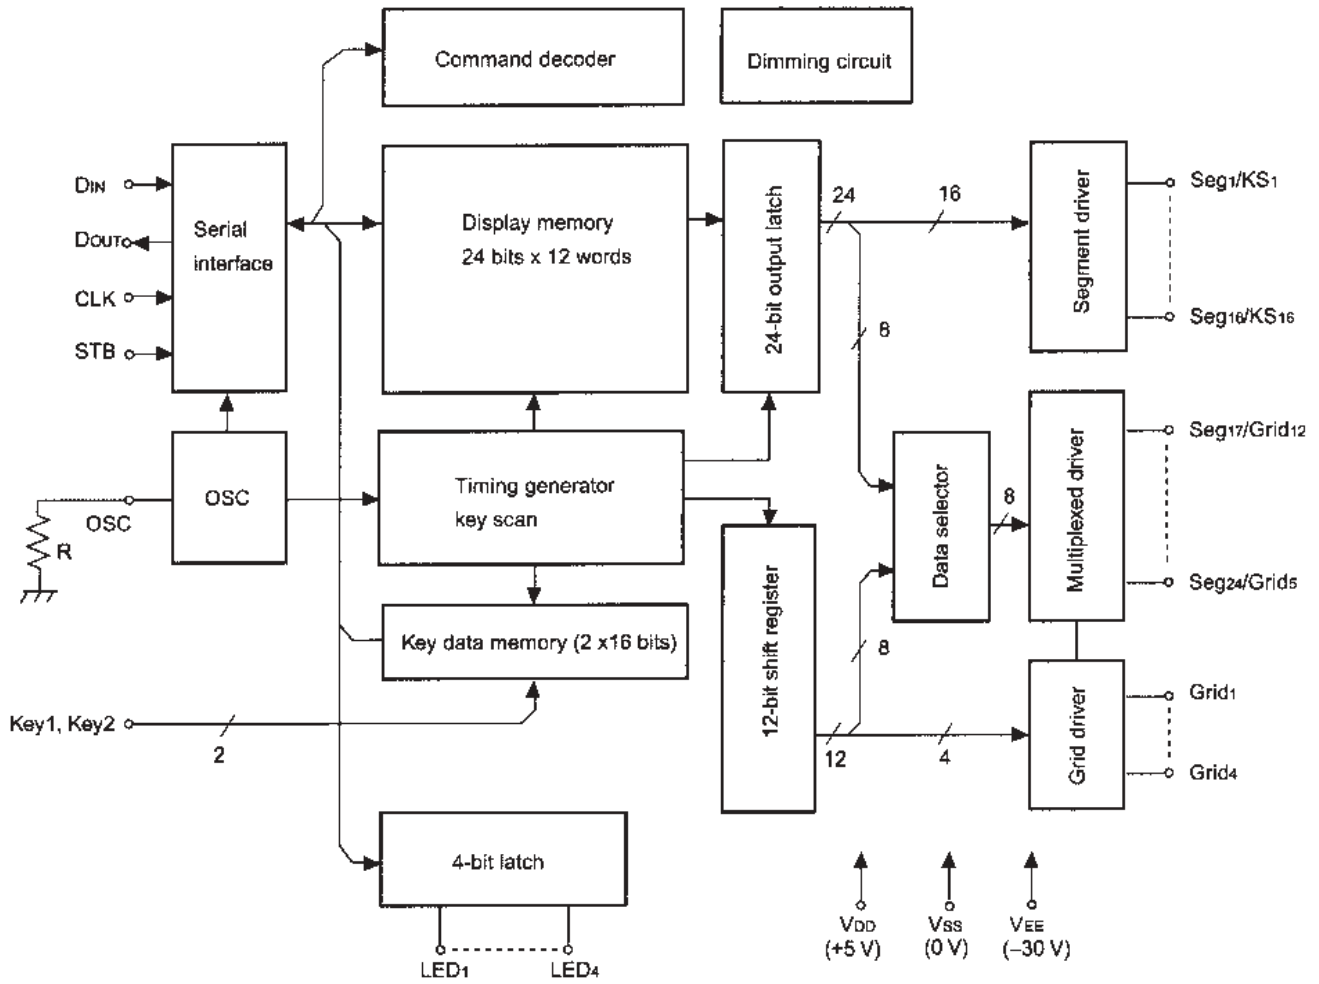 Command decoder
Dimming circuit
DIN
DOUT
CLK
STB
Serial
interface
Display memory
24 bits x 12 words
24-bit output latch
24
16
8
Segment driver
Seg1/KS1
Seg16/KS16
OSC
R
OSC
Timing generator
key scan
Data selector
8
Multiplexed driver
Seg17/Grid12
Seg24/Grid5
Key data memory (2 x16 bits)
12-bit shift register
8
12
4
Grid driver
Grid1
Grid4
Key1, Key2
2
4-bit latch
LED1
LED4
VDD
(+5 V)
VSS
(0 V)
VEE
(−30 V)